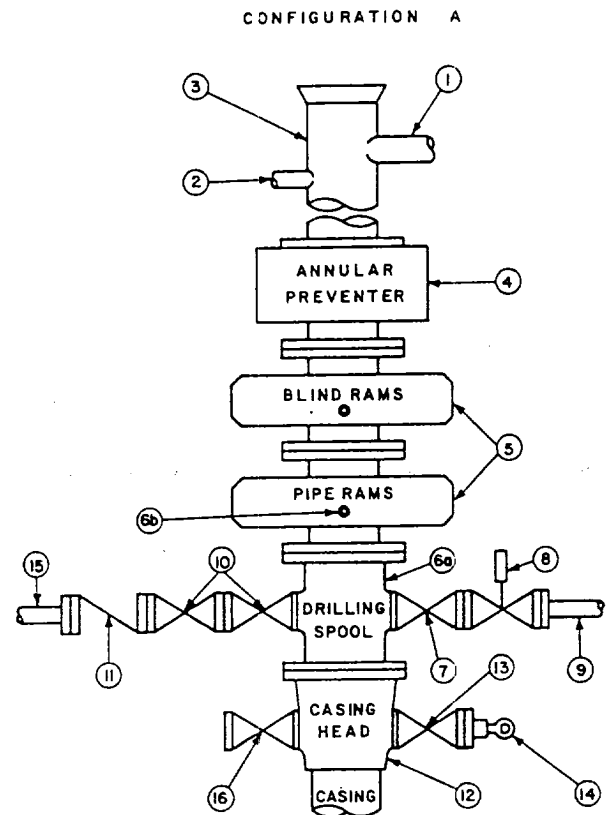 CONFIGURATION A
3
1
2
ANNULAR
PREVENTER
4
BLIND RAMS
5
PIPE RAMS
6b
6a
8
15
10
DRILLING
SPOOL
11
7
9
13
CASING
HEAD
16
12
14
CASING